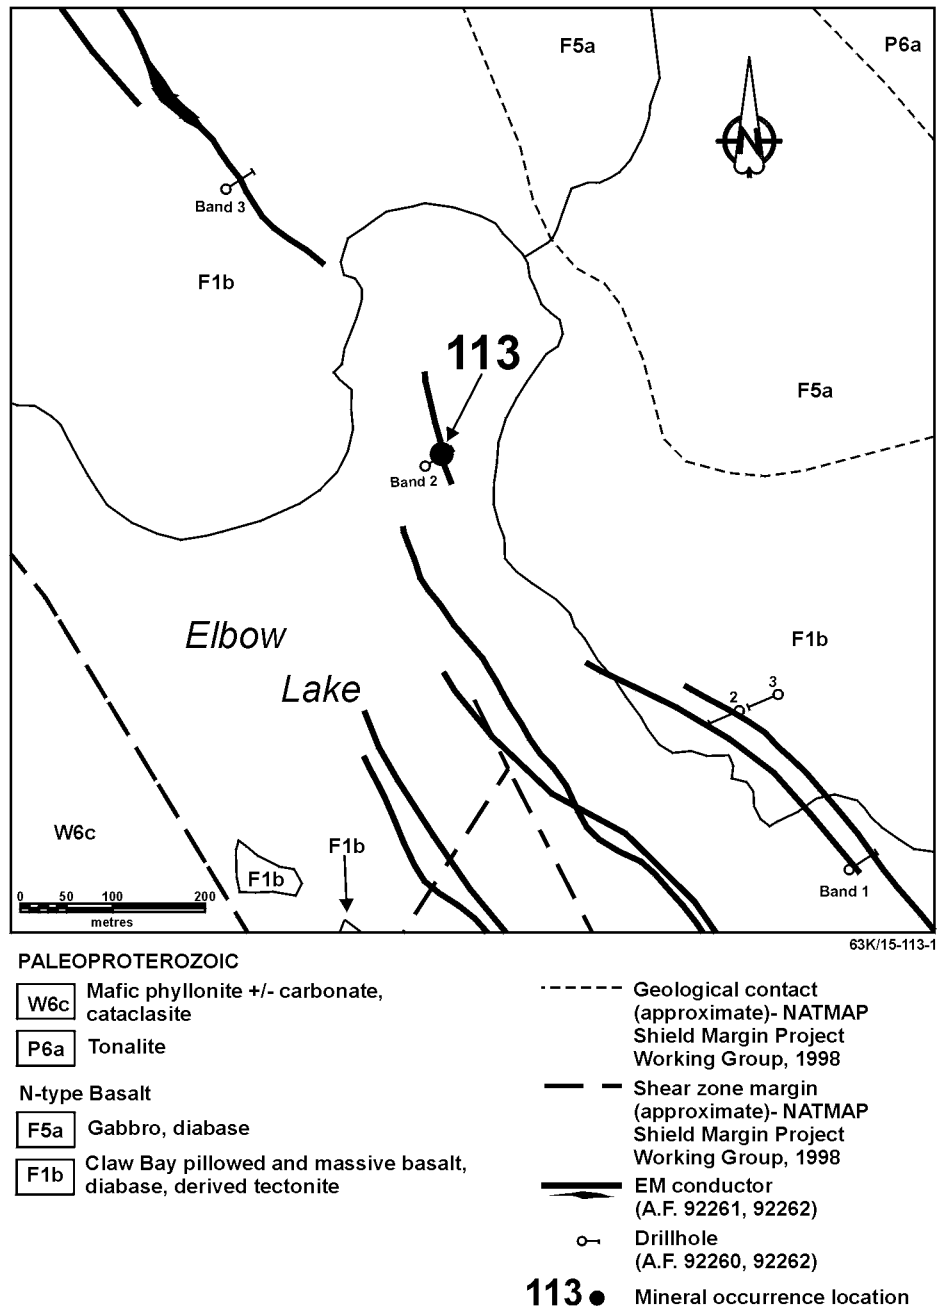 F5a
P6a
N
Band 3
F1b
113
F5a
Band 2
Elbow
Lake
F1b
3
2
W6c
F1b
F1b
Band 1
0 50 100 200
metres
63K/15-113-1
PALEOPROTEROZOIC
W6c Mafic phyllonite +/- carbonate,
cataclasite
P6a Tonalite
N-type Basalt
F5a Gabbro, diabase
F1b Claw Bay pillowed and massive basalt,
diabase, derived tectonite
Geological contact
(approximate)- NATMAP
Shield Margin Project
Working Group, 1998
Shear zone margin
(approximate)- NATMAP
Shield Margin Project
Working Group, 1998
EM conductor
(A.F. 92261, 92262)
Drillhole
(A.F. 92260, 92262)
113 Mineral occurrence location